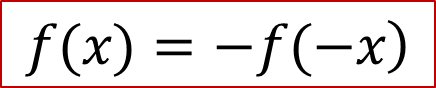 f(x) = −f(−x)